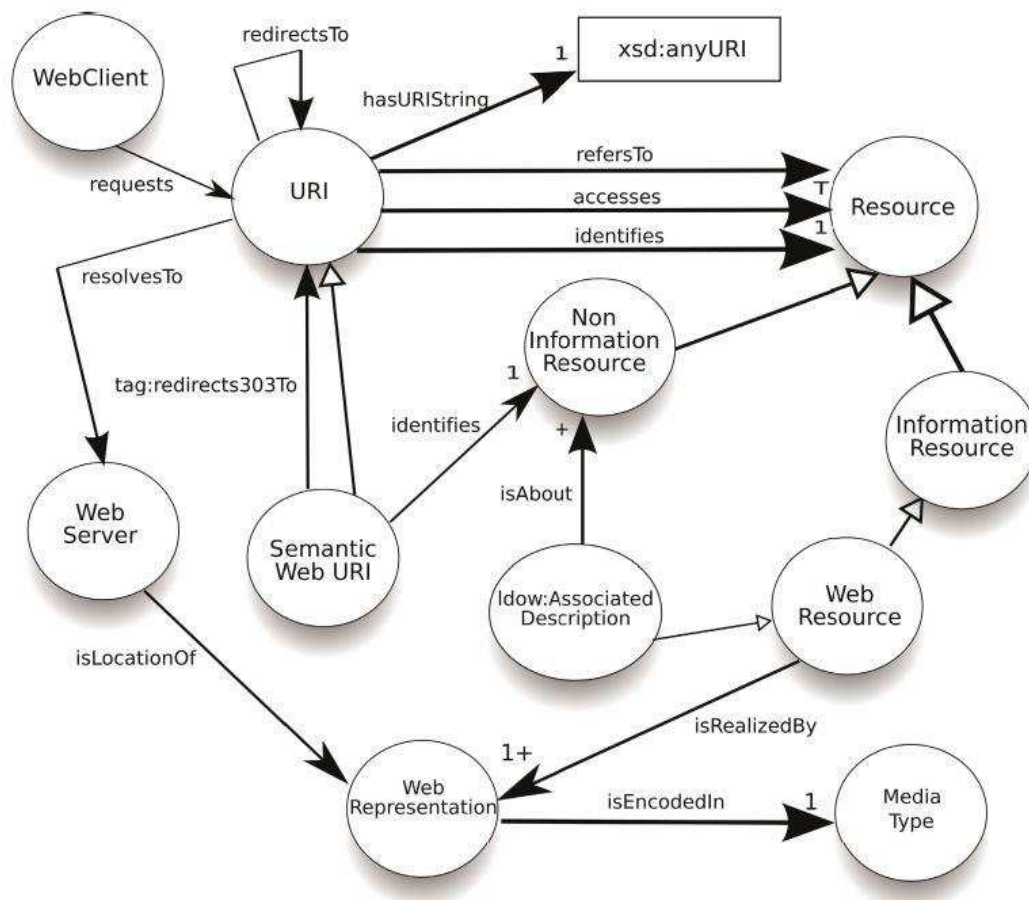 redirectsTo
WebClient
1
xsd:anyURI
hasURIString
requests
URI
refersTo
T
accesses
1
identifies
Resource
resolvesTo
Non
Information
Resource
1
tag:redirects303To
identifies
+
Information
Resource
isAbout
Web
Server
Semantic
Web URI
ldow:Associated
Description
Web
Resource
isLocationOf
isRealizedBy
1+
Web
Representation
isEncodedIn
1
Media
Type